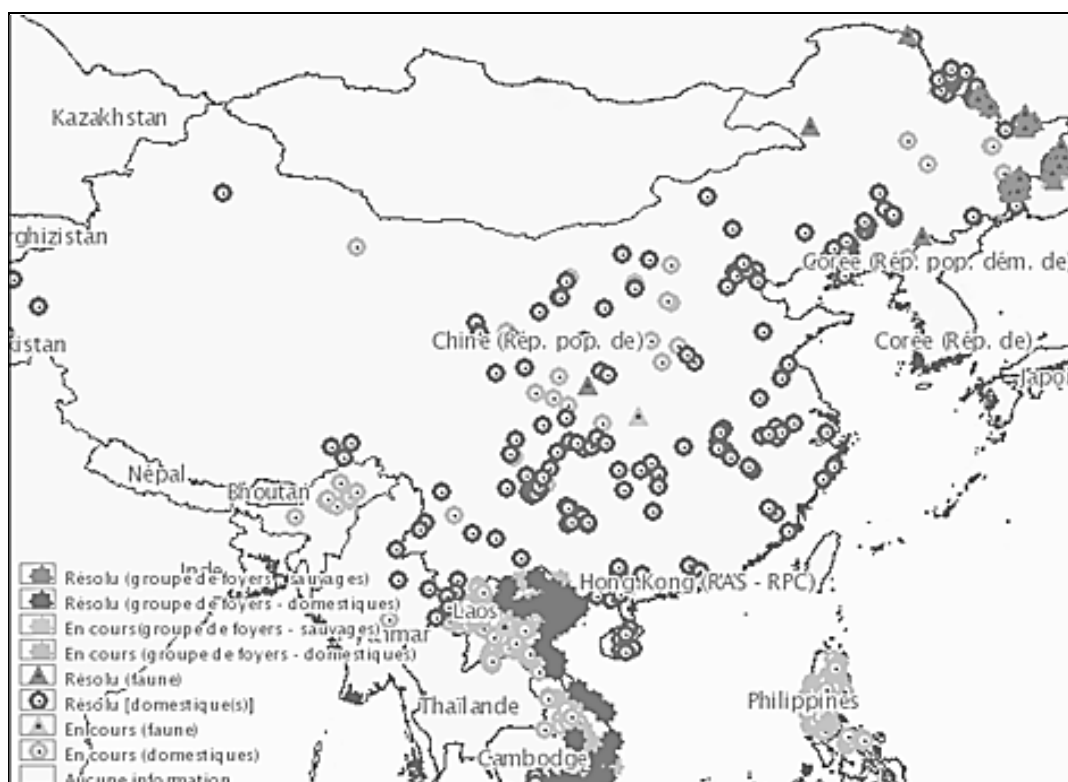 Kazakhstan
rghizistan
kistan
Corée (Rép. pop. dém. de)
Chine (Rép. pop. de)
Corée (Rép. de)
Japo
Népal
Bhoutan
Inde
Hong Kong (RAS - RPC)
Laos
nmar
Thaïlande
Philippines
Cambodge
Résolu (groupe de foyers - sauvages)
Résolu (groupe de foyers - domestiques)
En cours (groupe de foyers - sauvages)
En cours (groupe de foyers - domestiques)
Résolu (faune)
Résolu [domestique(s)]
En cours (faune)
En cours (domestiques)
Aucune information